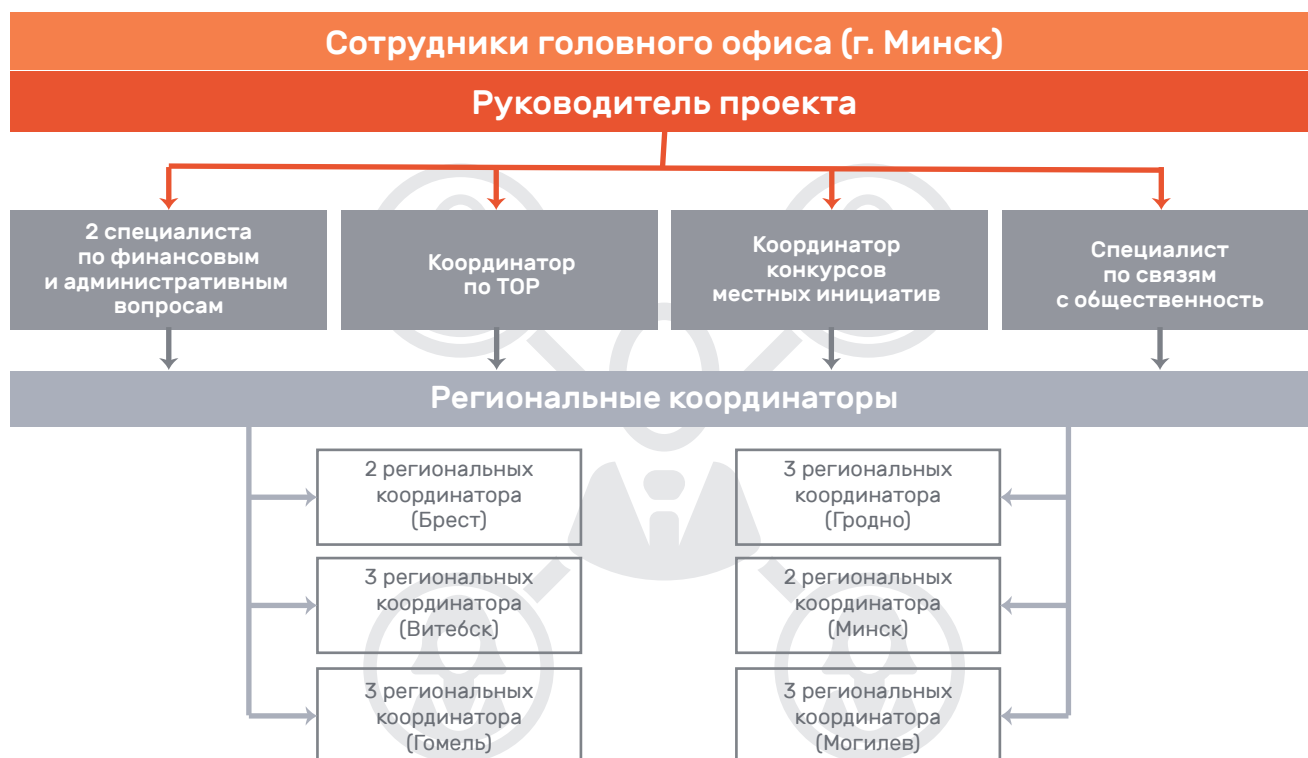 Сотрудники головного офиса (г. Минск)
Руководитель проекта
2 специалиста
по финансовым
и административным
вопросам
Координатор
по ТОР
Координатор
конкурсов
местных инициатив
Специалист
по связям
с общественность
Региональные координаторы
2 региональных
координатора
(Брест)
3 региональных
координатора
(Гродно)
3 региональных
координатора
(Витебск)
2 региональных
координатора
(Минск)
3 региональных
координатора
(Гомель)
3 региональных
координатора
(Могилев)